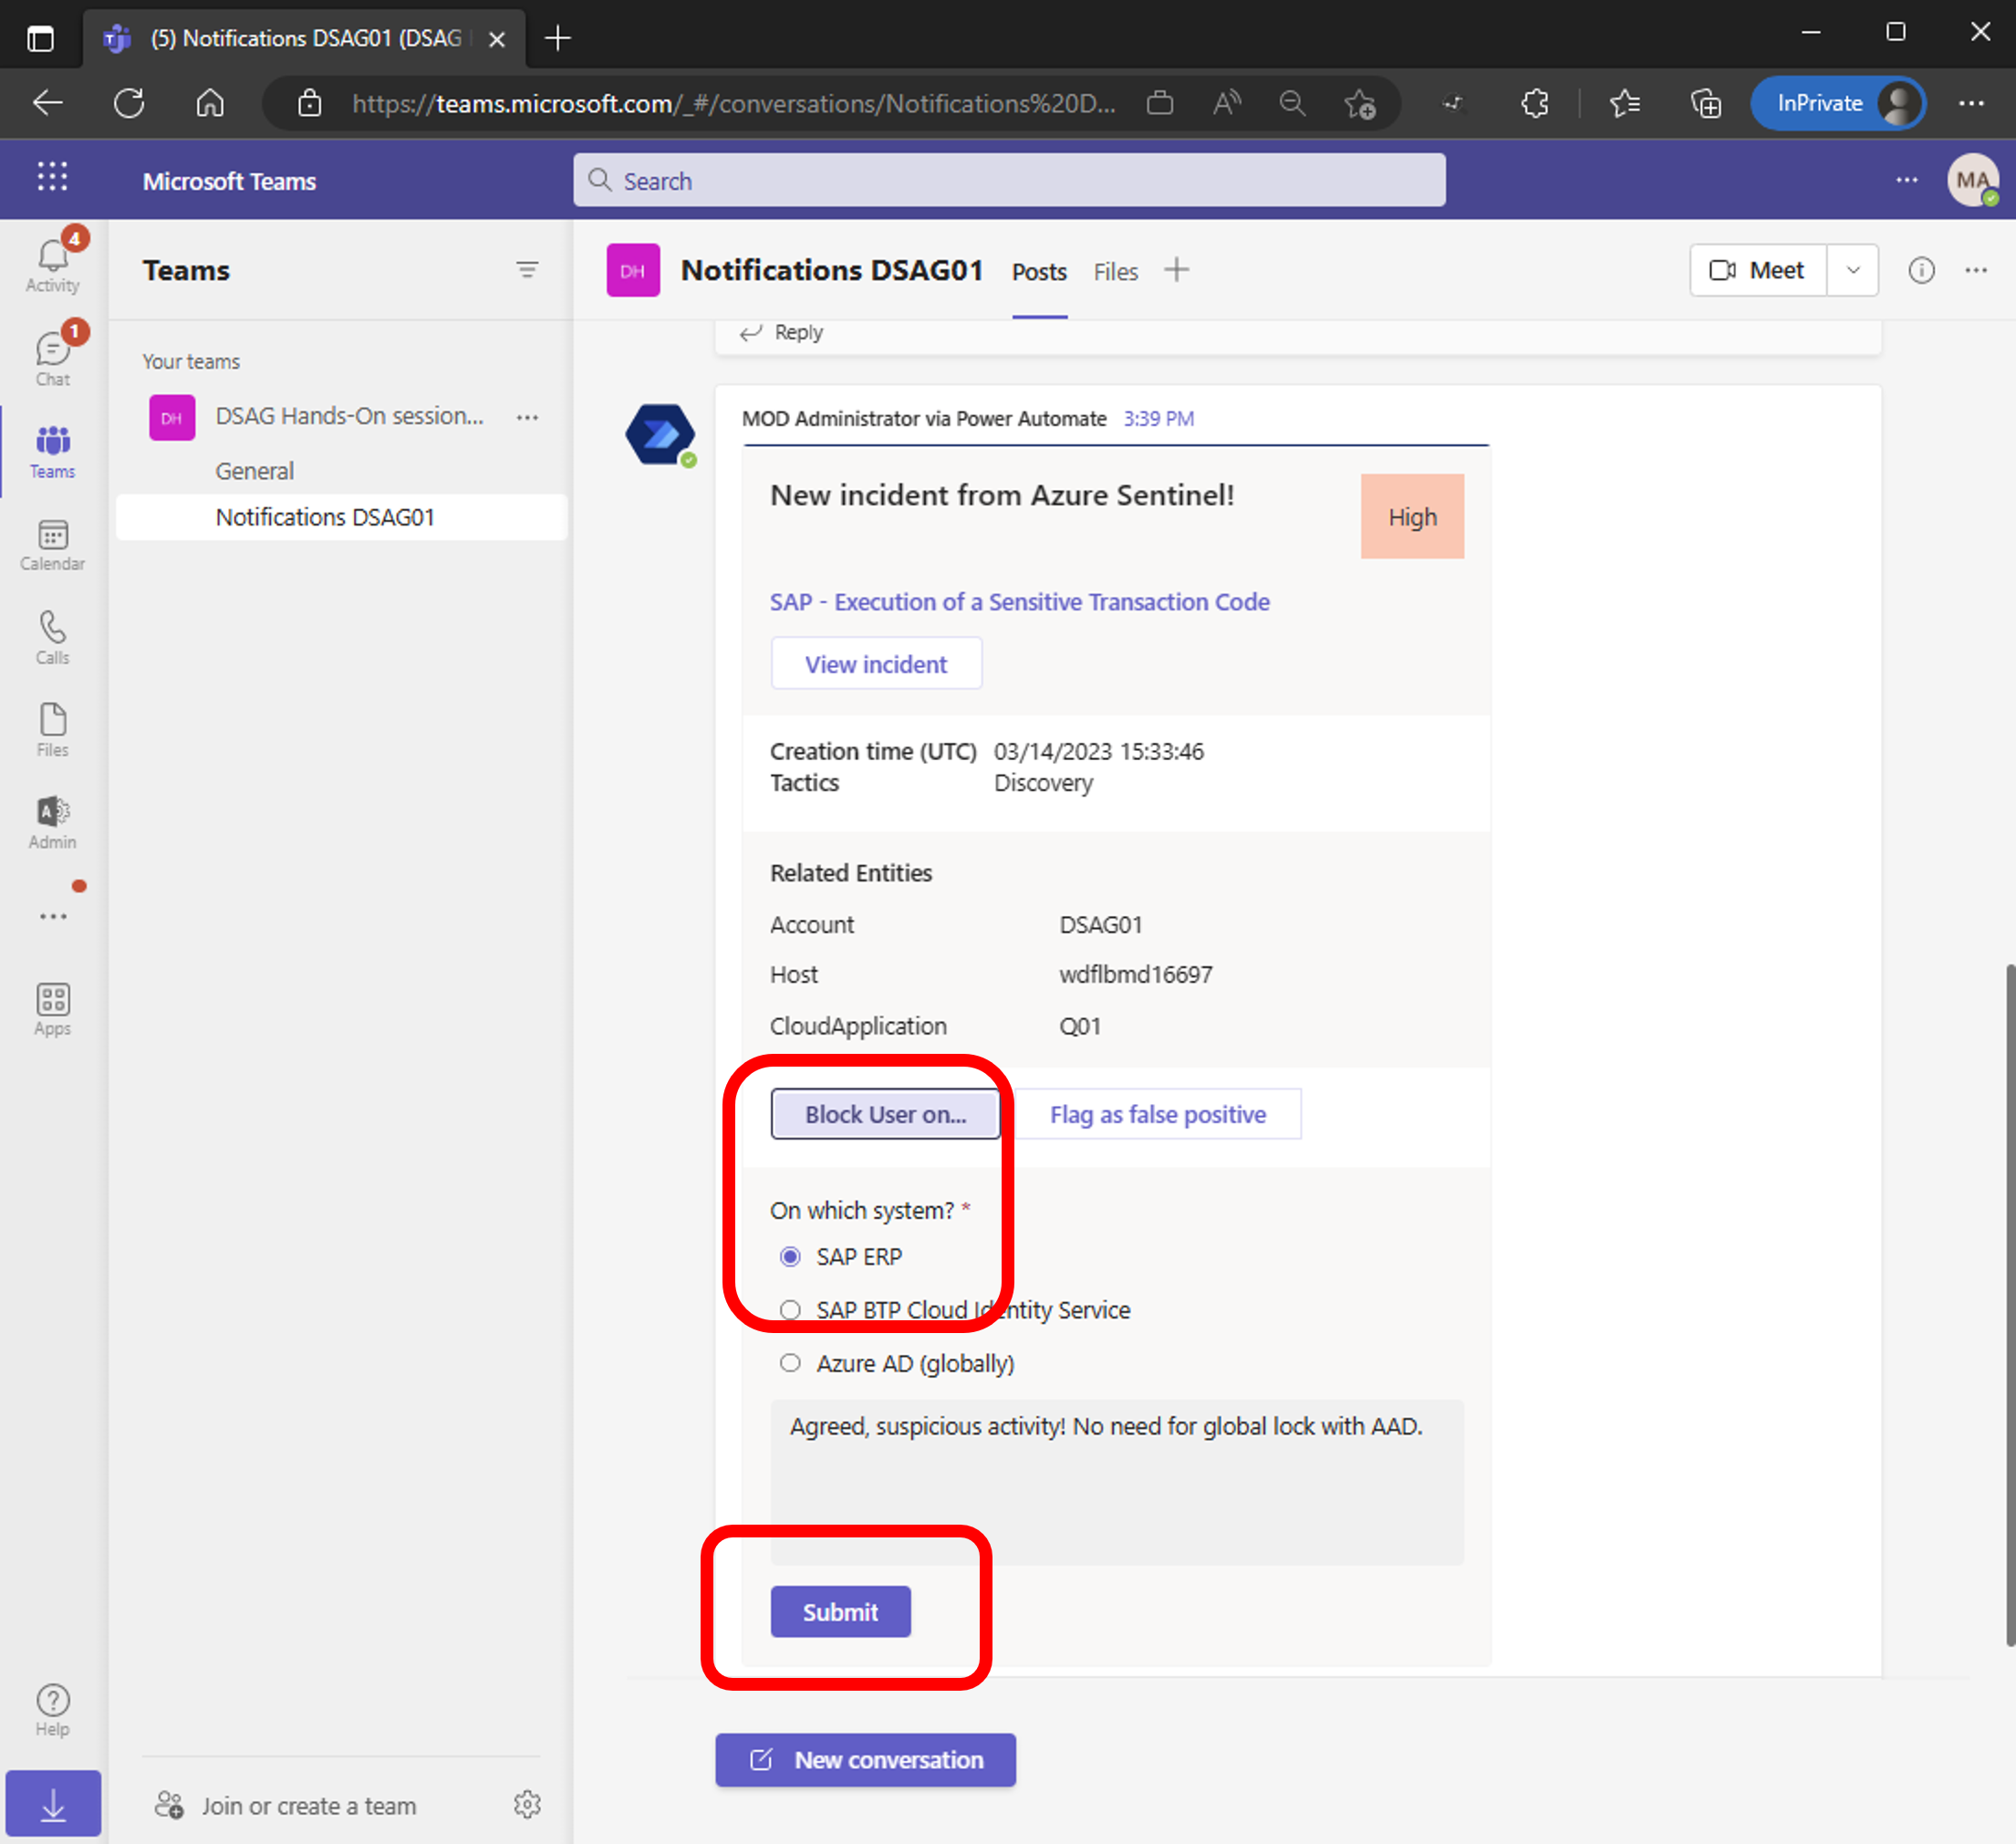 (5) Notifications DSAG01 (DSAG
https://teams.microsoft.com/_#/conversations/Notifications%20D...
InPrivate
Microsoft Teams
Search
MA
4
Activity
1
Chat
Teams
Calendar
Calls
Files
Admin
Apps
Help
Teams
Your teams
DH
DSAG Hands-On session...
General
Notifications DSAG01
Join or create a team
DH
Notifications DSAG01
Posts
Files
Meet
Reply
MOD Administrator via Power Automate 3:39 PM
New incident from Azure Sentinel!
High
SAP - Execution of a Sensitive Transaction Code
View incident
Creation time (UTC) 03/14/2023 15:33:46
Tactics Discovery
Related Entities
Account DSAG01
Host wdflbmd16697
CloudApplication Q01
Block User on...
Flag as false positive
On which system? *
SAP ERP
SAP BTP Cloud Identity Service
Azure AD (globally)
Agreed, suspicious activity! No need for global lock with AAD.
Submit
New conversation